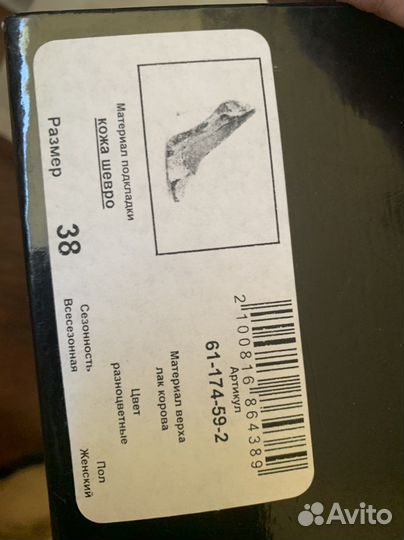 2100816864389
Артикул
61-174-59-2
Материал верха
лак корова
Цвет
разноцветные
Пол
Женский
Материал подкладки
кожа шевро
Размер
38
Сезонность
Всесезонная
Avito